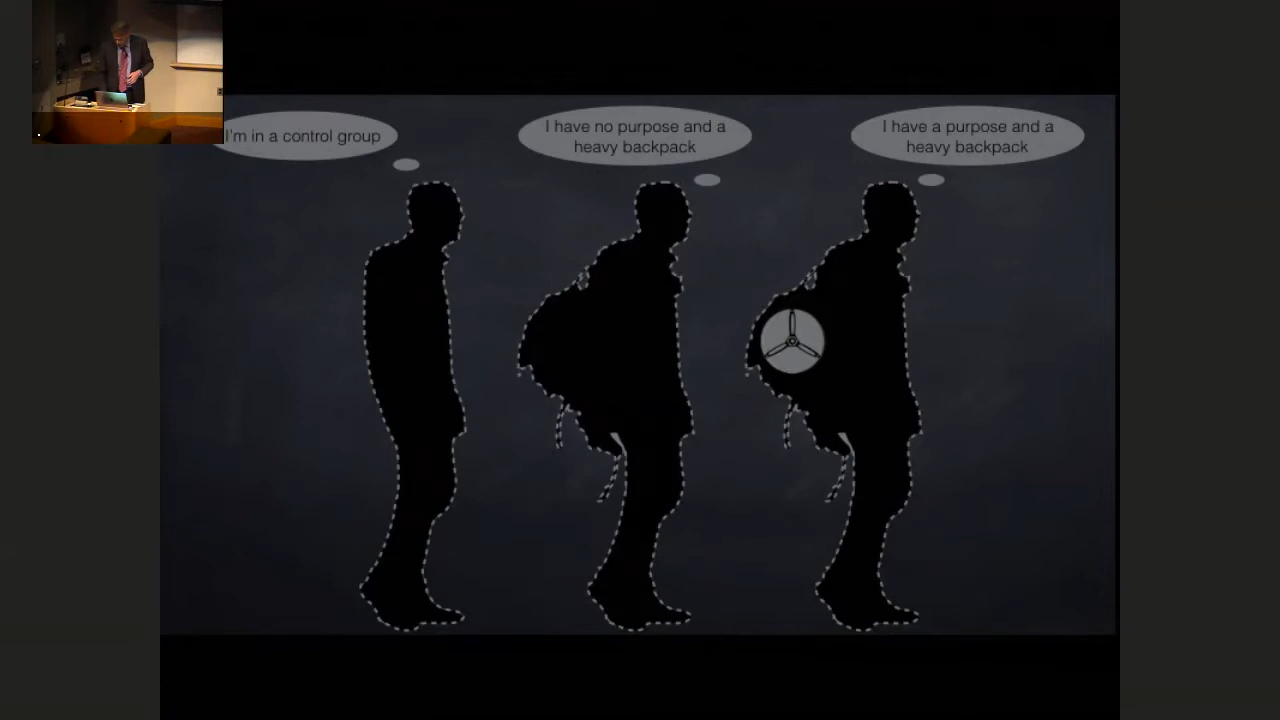 I'm in a control group
I have no purpose and a
heavy backpack
I have a purpose and a
heavy backpack